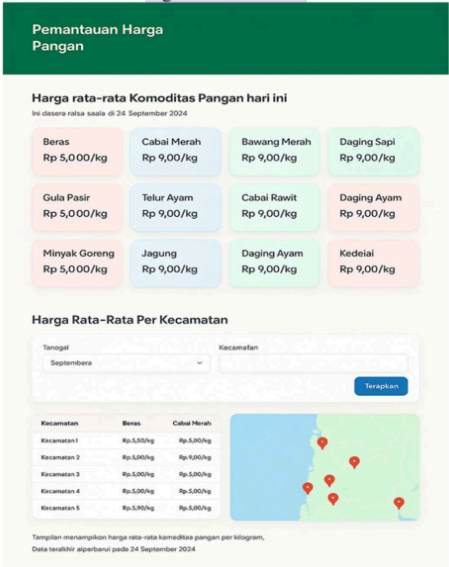 Pemantauan Harga
Pangan
Harga rata-rata Komoditas Pangan hari ini
Ini dasera ralsa saala di 24 September 2024
Beras
Rp 5,000/kg
Cabai Merah
Rp 9,00/kg
Bawang Merah
Rp 9,00/kg
Daging Sapi
Rp 9,00/kg
Gula Pasir
Rp 5,000/kg
Telur Ayam
Rp 9,00/kg
Cabai Rawit
Rp 9,00/kg
Daging Ayam
Rp 9,00/kg
Minyak Goreng
Rp 5,000/kg
Jagung
Rp 9,00/kg
Daging Ayam
Rp 9,00/kg
Kedeiai
Rp 9,00/kg
Harga Rata-Rata Per Kecamatan
Tanogal
Kecamafan
Septembera
Terapkan
Kecamatan Beras Cabai Merah
Kecamatan 1 Rp.5,50/kg Rp.5,00/kg
Kecamatan 2 Rp.5,00/kg Rp.9,00/kg
Kecamatan 3 Rp.5,00/kg Rp.5,00/kg
Kecamatan 4 Rp.5,00/kg Rp.5,00/kg
Kecamatan 5 Rp.5,90/kg Rp.5,00/kg
Tampilan menampikon harga rata-rata kameditaa pangan per kilogram,
Data teralkhir aiperbarui pada 24 September 2024